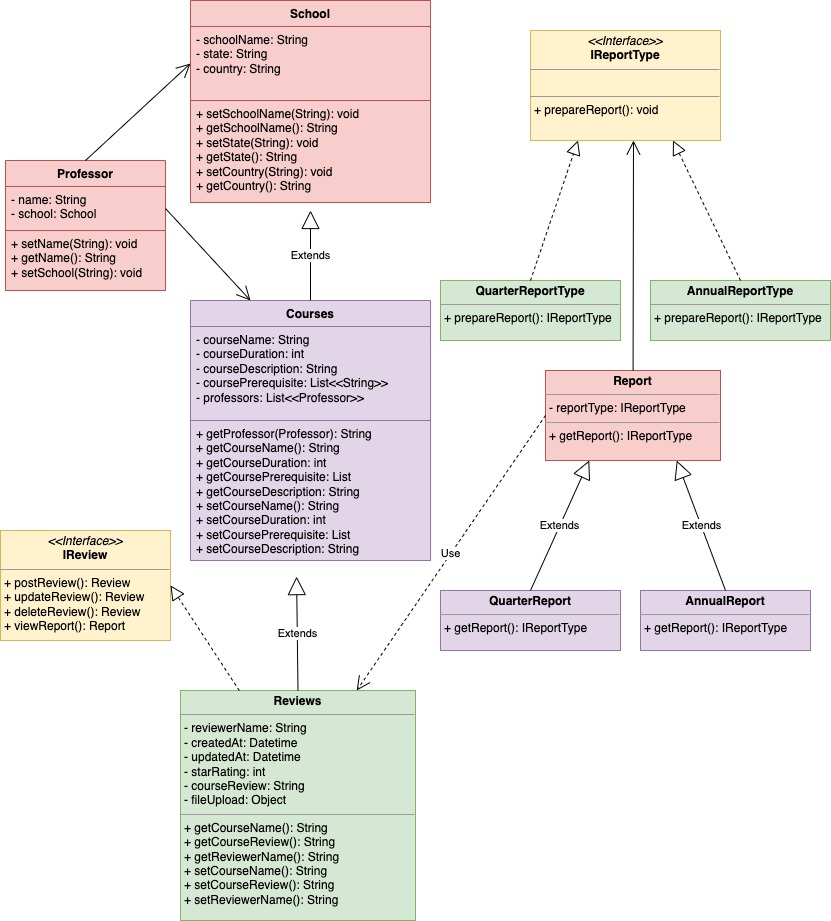 School
- schoolName: String
- state: String
- country: String
+ setSchoolName(String): void
+ getSchoolName(): String
+ setState(String): void
+ getState(): String
+ setCountry(String): void
+ getCountry(): String
Professor
- name: String
- school: School
+ setName(String): void
+ getName(): String
+ setSchool(String): void
Extends
Courses
- courseName: String
- courseDuration: int
- courseDescription: String
- coursePrerequisite: List<<String>>
- professors: List<<Professor>>
+ getProfessor(Professor): String
+ getCourseName(): String
+ getCourseDuration: int
+ getCoursePrerequisite: List
+ getCourseDescription: String
+ setCourseName(): String
+ setCourseDuration: int
+ setCoursePrerequisite: List
+ setCourseDescription: String
<<Interface>>
IReview
+ postReview(): Review
+ updateReview(): Review
+ deleteReview(): Review
+ viewReport(): Report
Extends
Reviews
- reviewerName: String
- createdAt: Datetime
- updatedAt: Datetime
- starRating: int
- courseReview: String
- fileUpload: Object
+ getCourseName(): String
+ getCourseReview(): String
+ getReviewerName(): String
+ setCourseName(): String
+ setCourseReview(): String
+ setReviewerName(): String
<<Interface>>
IReportType
+ prepareReport(): void
QuarterReportType
+ prepareReport(): IReportType
AnnualReportType
+ prepareReport(): IReportType
Report
- reportType: IReportType
+ getReport(): IReportType
Extends
Extends
Use
QuarterReport
+ getReport(): IReportType
AnnualReport
+ getReport(): IReportType